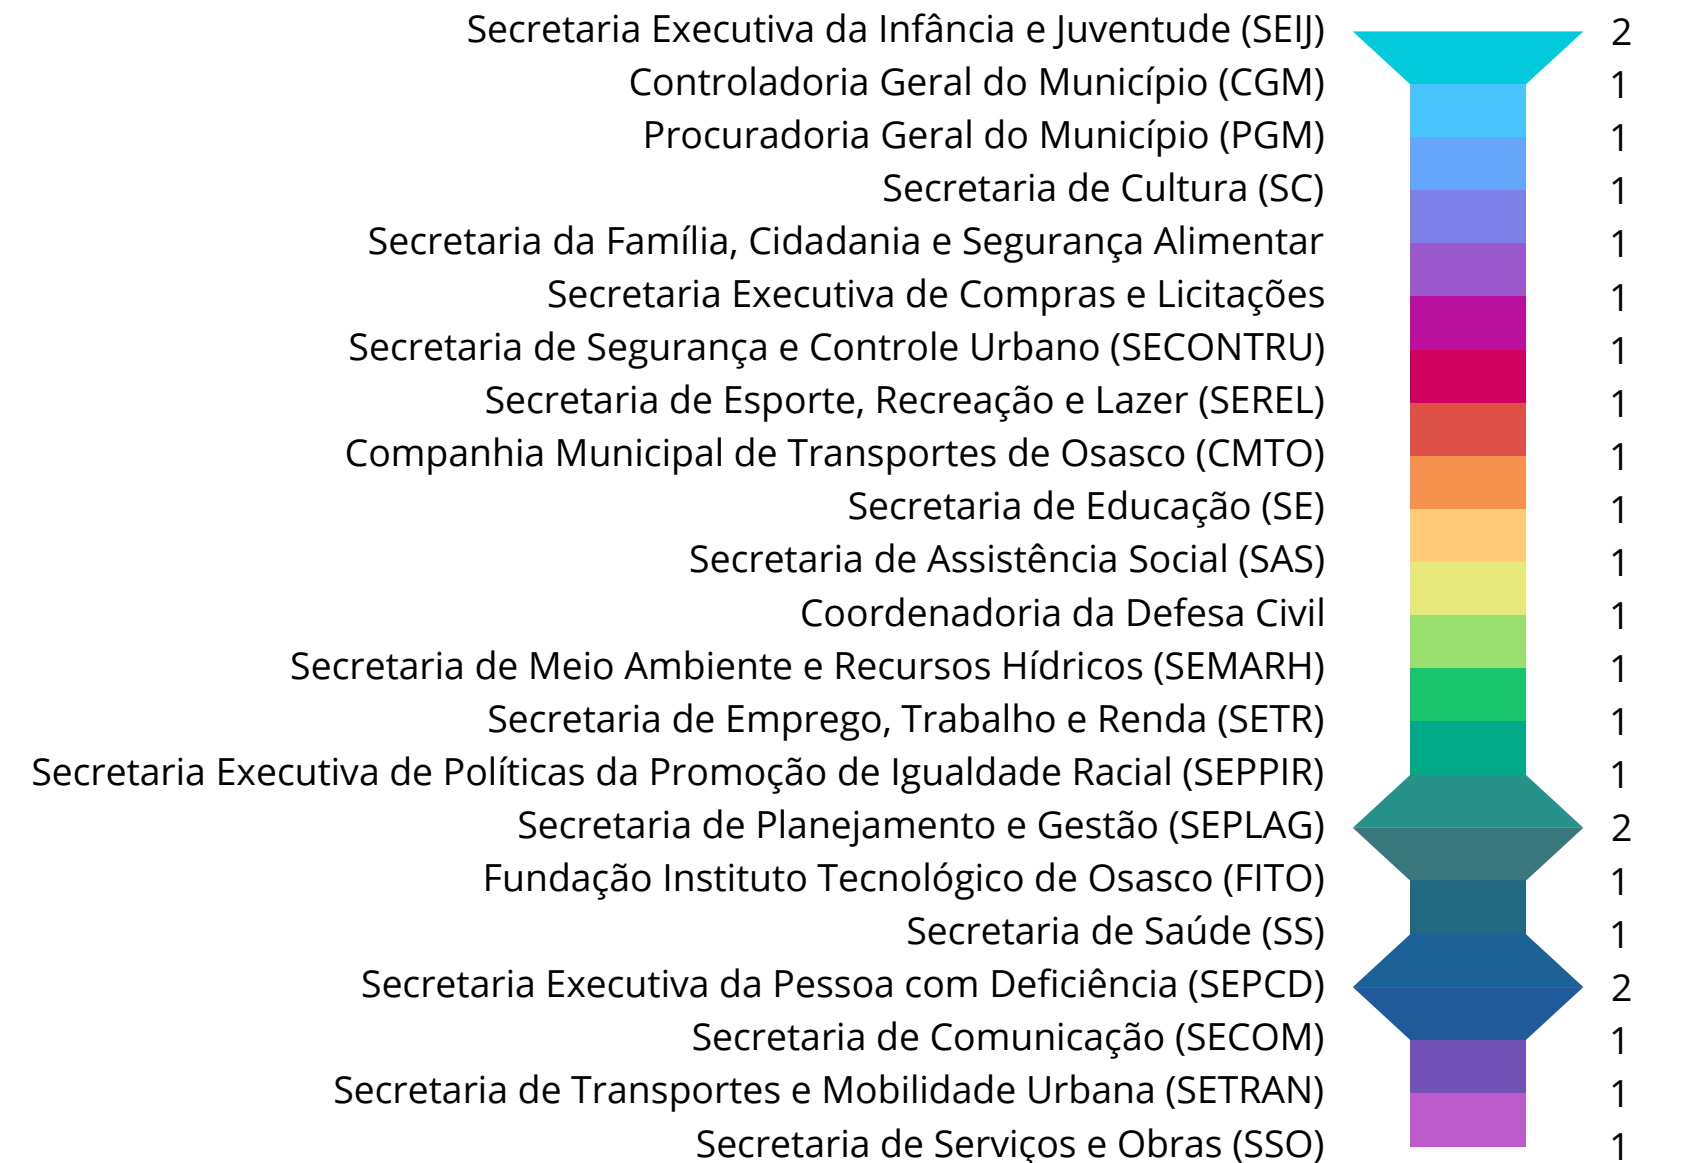 Secretaria Executiva da Infância e Juventude (SEIJ) 2
Controladoria Geral do Município (CGM) 1
Procuradoria Geral do Município (PGM) 1
Secretaria de Cultura (SC) 1
Secretaria da Família, Cidadania e Segurança Alimentar 1
Secretaria Executiva de Compras e Licitações 1
Secretaria de Segurança e Controle Urbano (SECONTRU) 1
Secretaria de Esporte, Recreação e Lazer (SEREL) 1
Companhia Municipal de Transportes de Osasco (CMTO) 1
Secretaria de Educação (SE) 1
Secretaria de Assistência Social (SAS) 1
Coordenadoria da Defesa Civil 1
Secretaria de Meio Ambiente e Recursos Hídricos (SEMARH) 1
Secretaria de Emprego, Trabalho e Renda (SETR) 1
Secretaria Executiva de Políticas da Promoção de Igualdade Racial (SEPPIR) 1
Secretaria de Planejamento e Gestão (SEPLAG) 2
Fundação Instituto Tecnológico de Osasco (FITO) 1
Secretaria de Saúde (SS) 1
Secretaria Executiva da Pessoa com Deficiência (SEPCD) 2
Secretaria de Comunicação (SECOM) 1
Secretaria de Transportes e Mobilidade Urbana (SETRAN) 1
Secretaria de Serviços e Obras (SSO) 1